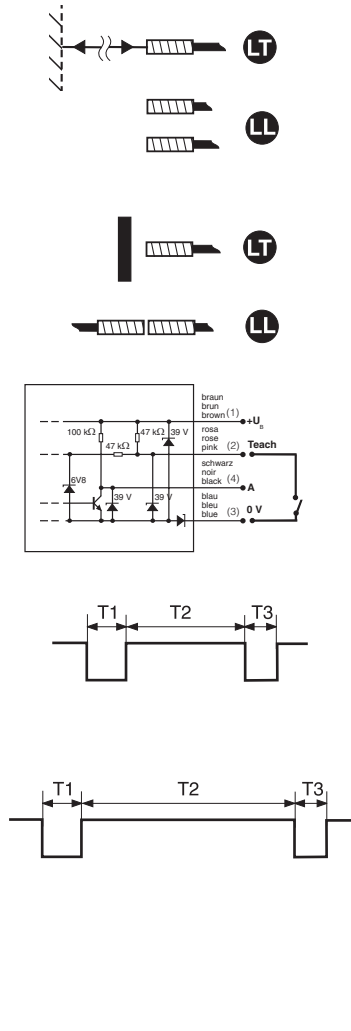 LT
LL
LT
LL
braun
brun
brown (1) +UB
100 kΩ 47 kΩ 39 V
rosa
rose
pink (2) Teach
47 kΩ
schwarz
noir
black (4) A
6V8 39 V 39 V
blau
bleu
blue (3) 0 V
T1 T2 T3
T1 T2 T3